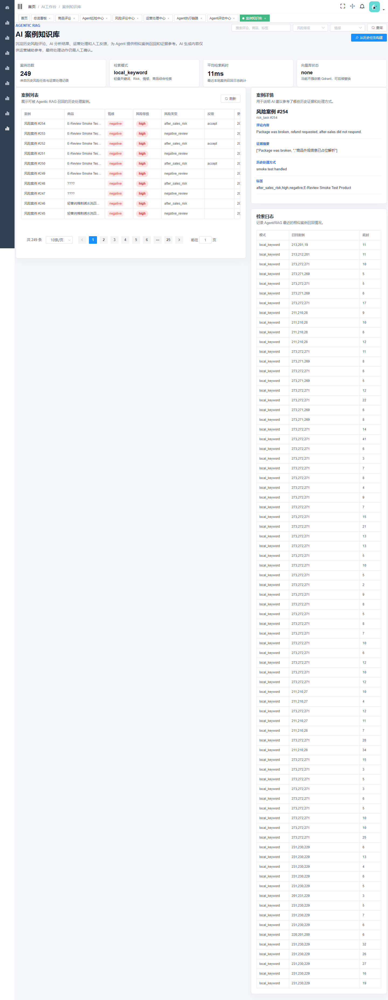 首页 / AI工作台 / 案例知识库
首页 总览看板 × 商品评论 × Agent巡检中心 × 风险评论中心 × 运营处理中心 × Agent执行链路 × Agent评估中心 × 案例知识库 ×
AGENTIC RAG
AI 案例知识库
沉淀历史风险评论、AI 分析结果、运营处理和人工反馈，为 Agent 提供相似案例召回和证据参考。AI 生成内容仅
供运营辅助参考，最终处理动作仍需人工确认。
搜索评论、商品、标签 风险等级 情感 查询
从历史任务构建
案例总数
249
来自历史风险任务与运营处理记录
检索模式
local_keyword
轻量关键词、Risk、情感、商品综合检索
平均检索耗时
11ms
最近本地案例召回日志统计
向量库状态
none
当前不强依赖 Qdrant，可后续替换
案例列表
展示可被 Agentic RAG 召回的历史处理案例。
刷新
案例 商品 情感 风险等级 风险类型 反馈 更
风险案例 #254 E-Review Smoke Tes... negative high after_sales_risk accept 20
风险案例 #253 E-Review Smoke Tes... negative high negative_review 20
风险案例 #252 E-Review Smoke Tes... negative high after_sales_risk accept 20
风险案例 #251 E-Review Smoke Tes... negative high negative_review 20
风险案例 #250 E-Review Smoke Tes... negative high after_sales_risk accept 20
风险案例 #249 E-Review Smoke Tes... negative high negative_review 20
风险案例 #248 ???? negative high after_sales_risk 20
风险案例 #247 ???? negative high negative_review 20
风险案例 #246 轻奢纯棉刺绣水洗四... negative high after_sales_risk 20
风险案例 #245 轻奢纯棉刺绣水洗四... negative high negative_review 20
共 249 条 10条/页 1 2 3 4 5 6 ••• 25 前往 1 页
案例详情
用于说明 AI 建议参考了哪些历史证据和处理方式。
风险案例 #254
risk_task #254
评论内容
Package was broken, refund requested, after-sales did not respond.
证据摘要
["Package was broken, ","商品外观信息已占位解析"]
历史处理方式
smoke test handled
标签
after_sales_risk,high,negative,E-Review Smoke Test Product
检索日志
记录 Agent/RAG 最近的相似案例召回情况。
模式 召回案例 耗时
local_keyword 213,201,19 11
local_keyword 213,212,201 11
local_keyword 273,272,271 10
local_keyword 273,271,269 5
local_keyword 273,272,271 5
local_keyword 273,271,269 6
local_keyword 273,272,271 17
local_keyword 211,210,28 9
local_keyword 211,210,28 10
local_keyword 211,210,28 6
local_keyword 211,210,28 12
local_keyword 273,272,271 11
local_keyword 273,271,269 8
local_keyword 273,272,271 6
local_keyword 273,271,269 5
local_keyword 273,272,271 12
local_keyword 273,272,271 22
local_keyword 273,271,269 6
local_keyword 273,271,269 8
local_keyword 273,272,271 14
local_keyword 273,272,271 41
local_keyword 273,272,271 6
local_keyword 273,272,271 3
local_keyword 273,272,271 7
local_keyword 273,272,271 8
local_keyword 273,272,271 4
local_keyword 273,272,271 9
local_keyword 273,272,271 7
local_keyword 273,272,271 15
local_keyword 273,272,271 21
local_keyword 273,272,271 13
local_keyword 273,272,271 13
local_keyword 273,272,271 5
local_keyword 273,272,271 10
local_keyword 273,272,271 5
local_keyword 273,272,271 2
local_keyword 273,272,271 9
local_keyword 273,272,271 8
local_keyword 273,272,271 5
local_keyword 273,272,271 8
local_keyword 273,272,271 7
local_keyword 273,272,271 10
local_keyword 273,272,271 6
local_keyword 273,272,271 12
local_keyword 273,272,271 10
local_keyword 273,272,271 12
local_keyword 211,210,27 10
local_keyword 211,210,27 4
local_keyword 273,272,271 12
local_keyword 211,210,27 11
local_keyword 211,210,28 7
local_keyword 273,272,271 28
local_keyword 211,210,28 34
local_keyword 273,272,271 15
local_keyword 273,272,271 3
local_keyword 273,272,271 5
local_keyword 273,272,271 3
local_keyword 273,272,271 6
local_keyword 273,272,271 5
local_keyword 273,272,271 10
local_keyword 273,272,271 10
local_keyword 273,272,271 25
local_keyword 231,230,229 6
local_keyword 231,230,229 13
local_keyword 231,230,229 4
local_keyword 231,230,229 6
local_keyword 231,230,229 5
local_keyword 201,231,229 3
local_keyword 231,230,229 5
local_keyword 231,230,229 7
local_keyword 231,230,229 6
local_keyword 220,201,200 6
local_keyword 231,230,229 32
local_keyword 231,230,229 26
local_keyword 231,230,229 27
local_keyword 231,230,229 16
local_keyword 231,230,229 19